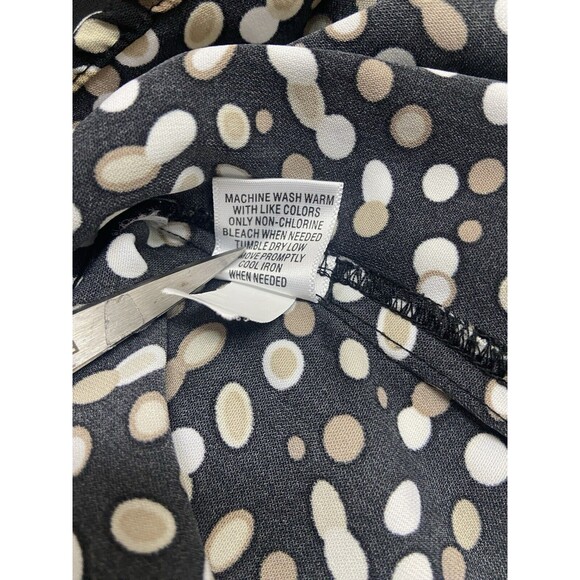 MACHINE WASH WARM
WITH LIKE COLORS
ONLY NON-CHLORINE
BLEACH WHEN NEEDED
TUMBLE DRY LOW
MOVE PROMPTLY
COOL IRON
WHEN NEEDED